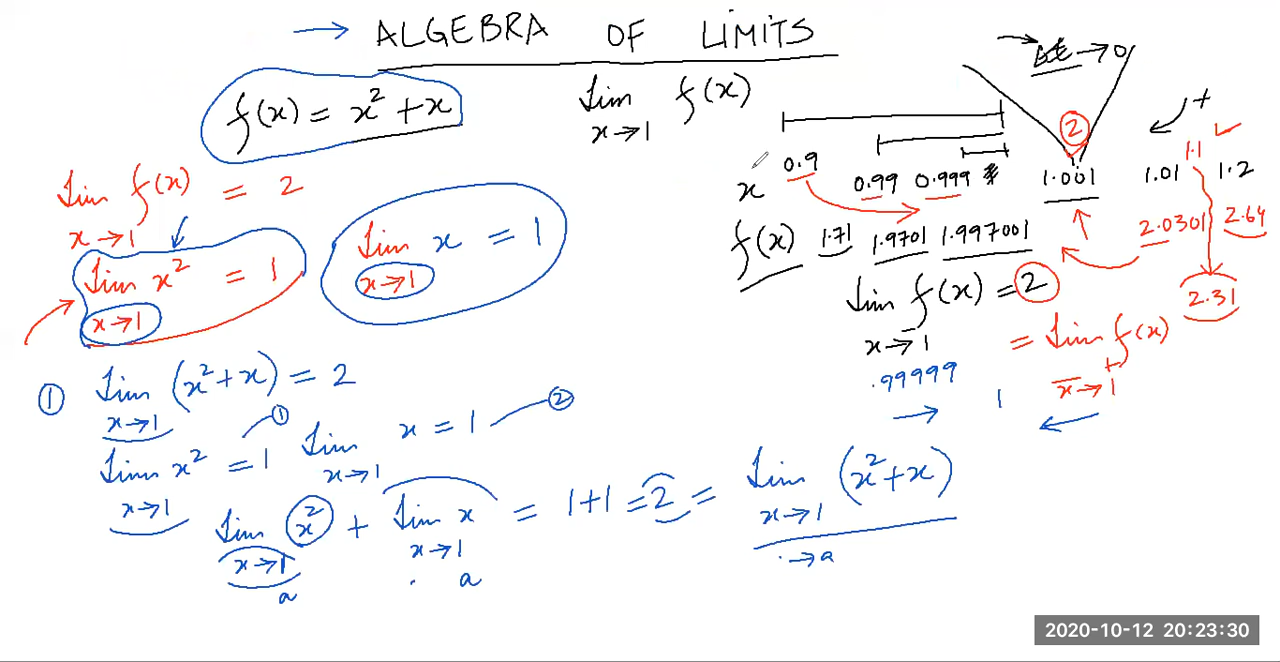 → ALGEBRA OF LIMITS
f(x) = x² + x
Lim f(x)
x→1
→0
2
+
x 0.9 0.99 0.999 1.001 1.01 1.1 ✓ 1.2
f(x) 1.71 1.9701 1.997001 2.0301 2.64
2.31
Lim f(x) = 2
x→1
Lim f(x) = 2
x→1⁻
= Lim f(x)
x→1⁺
.99999 1
→ ←
Lim x² = 1
x→1
Lim x = 1
x→1
① Lim (x²+x) = 2
x→1
Lim x² = 1 ① Lim x = 1 ②
x→1 x→1
Lim x² + Lim x = 1+1 = 2 = Lim (x²+x)
x→1 x→1 x→1
a a →a
2020-10-12 20:23:30